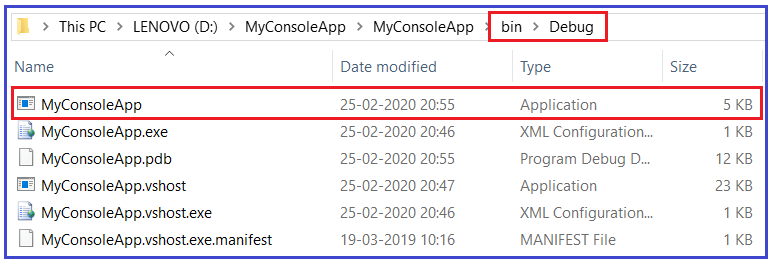 This PC > LENOVO (D:) > MyConsoleApp > MyConsoleApp > bin > Debug >
Name Date modified Type Size
MyConsoleApp 25-02-2020 20:55 Application 5 KB
MyConsoleApp.exe 25-02-2020 20:46 XML Configuration... 1 KB
MyConsoleApp.pdb 25-02-2020 20:55 Program Debug D... 12 KB
MyConsoleApp.vshost 25-02-2020 20:47 Application 23 KB
MyConsoleApp.vshost.exe 25-02-2020 20:46 XML Configuration... 1 KB
MyConsoleApp.vshost.exe.manifest 19-03-2019 10:16 MANIFEST File 1 KB